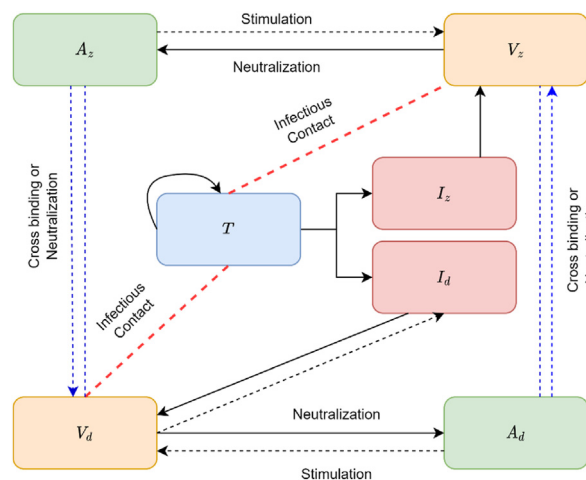 Stimulation
A_z
V_z
Neutralization
Infectious
Contact
Cross binding or
Neutralization
T
I_z
I_d
Cross binding or
Infectious
Contact
V_d
Neutralization
A_d
Stimulation